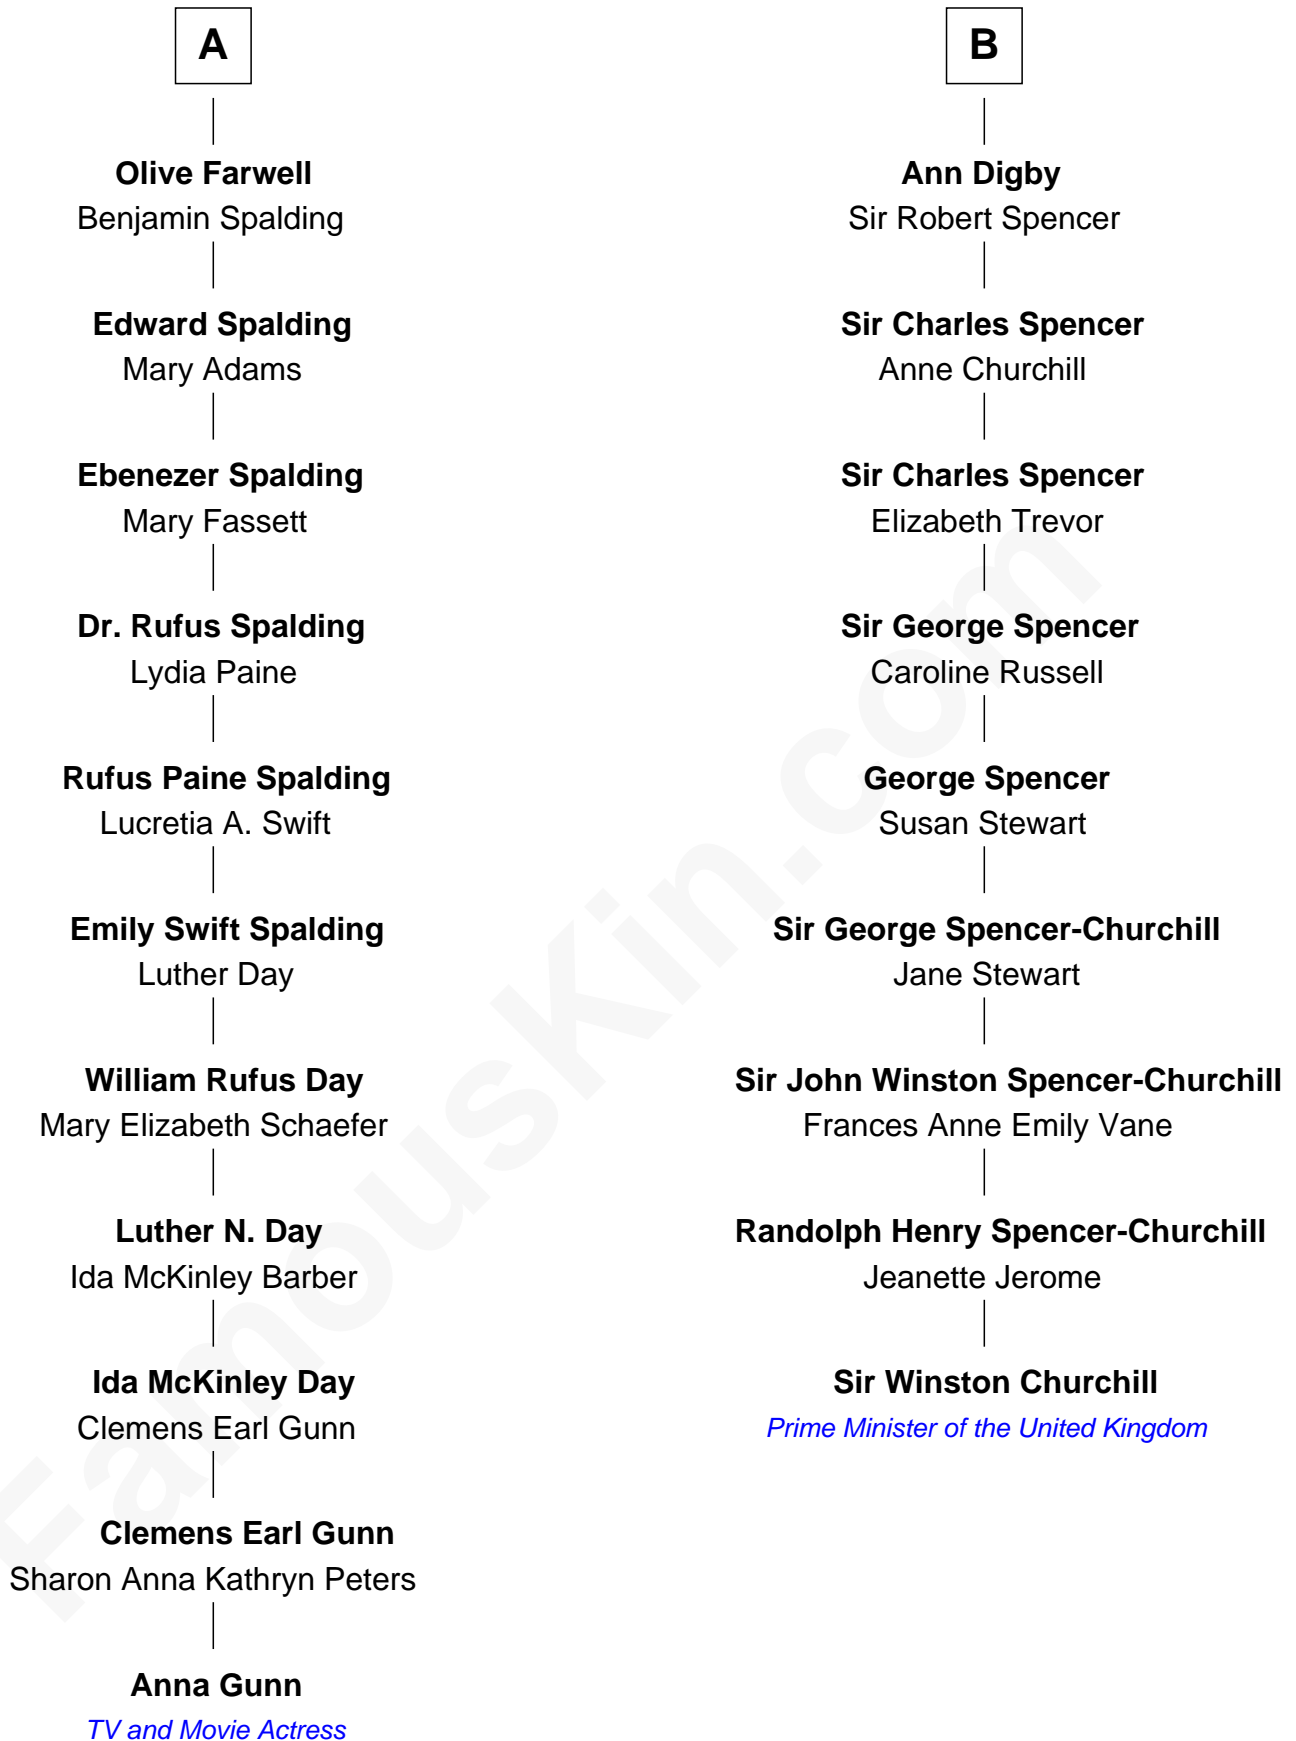 A
Olive Farwell
Benjamin Spalding
Edward Spalding
Mary Adams
Ebenezer Spalding
Mary Fassett
Dr. Rufus Spalding
Lydia Paine
Rufus Paine Spalding
Lucretia A. Swift
Emily Swift Spalding
Luther Day
William Rufus Day
Mary Elizabeth Schaefer
Luther N. Day
Ida McKinley Barber
Ida McKinley Day
Clemens Earl Gunn
Clemens Earl Gunn
Sharon Anna Kathryn Peters
Anna Gunn
TV and Movie Actress
B
Ann Digby
Sir Robert Spencer
Sir Charles Spencer
Anne Churchill
Sir Charles Spencer
Elizabeth Trevor
Sir George Spencer
Caroline Russell
George Spencer
Susan Stewart
Sir George Spencer-Churchill
Jane Stewart
Sir John Winston Spencer-Churchill
Frances Anne Emily Vane
Randolph Henry Spencer-Churchill
Jeanette Jerome
Sir Winston Churchill
Prime Minister of the United Kingdom
FamousKin.com